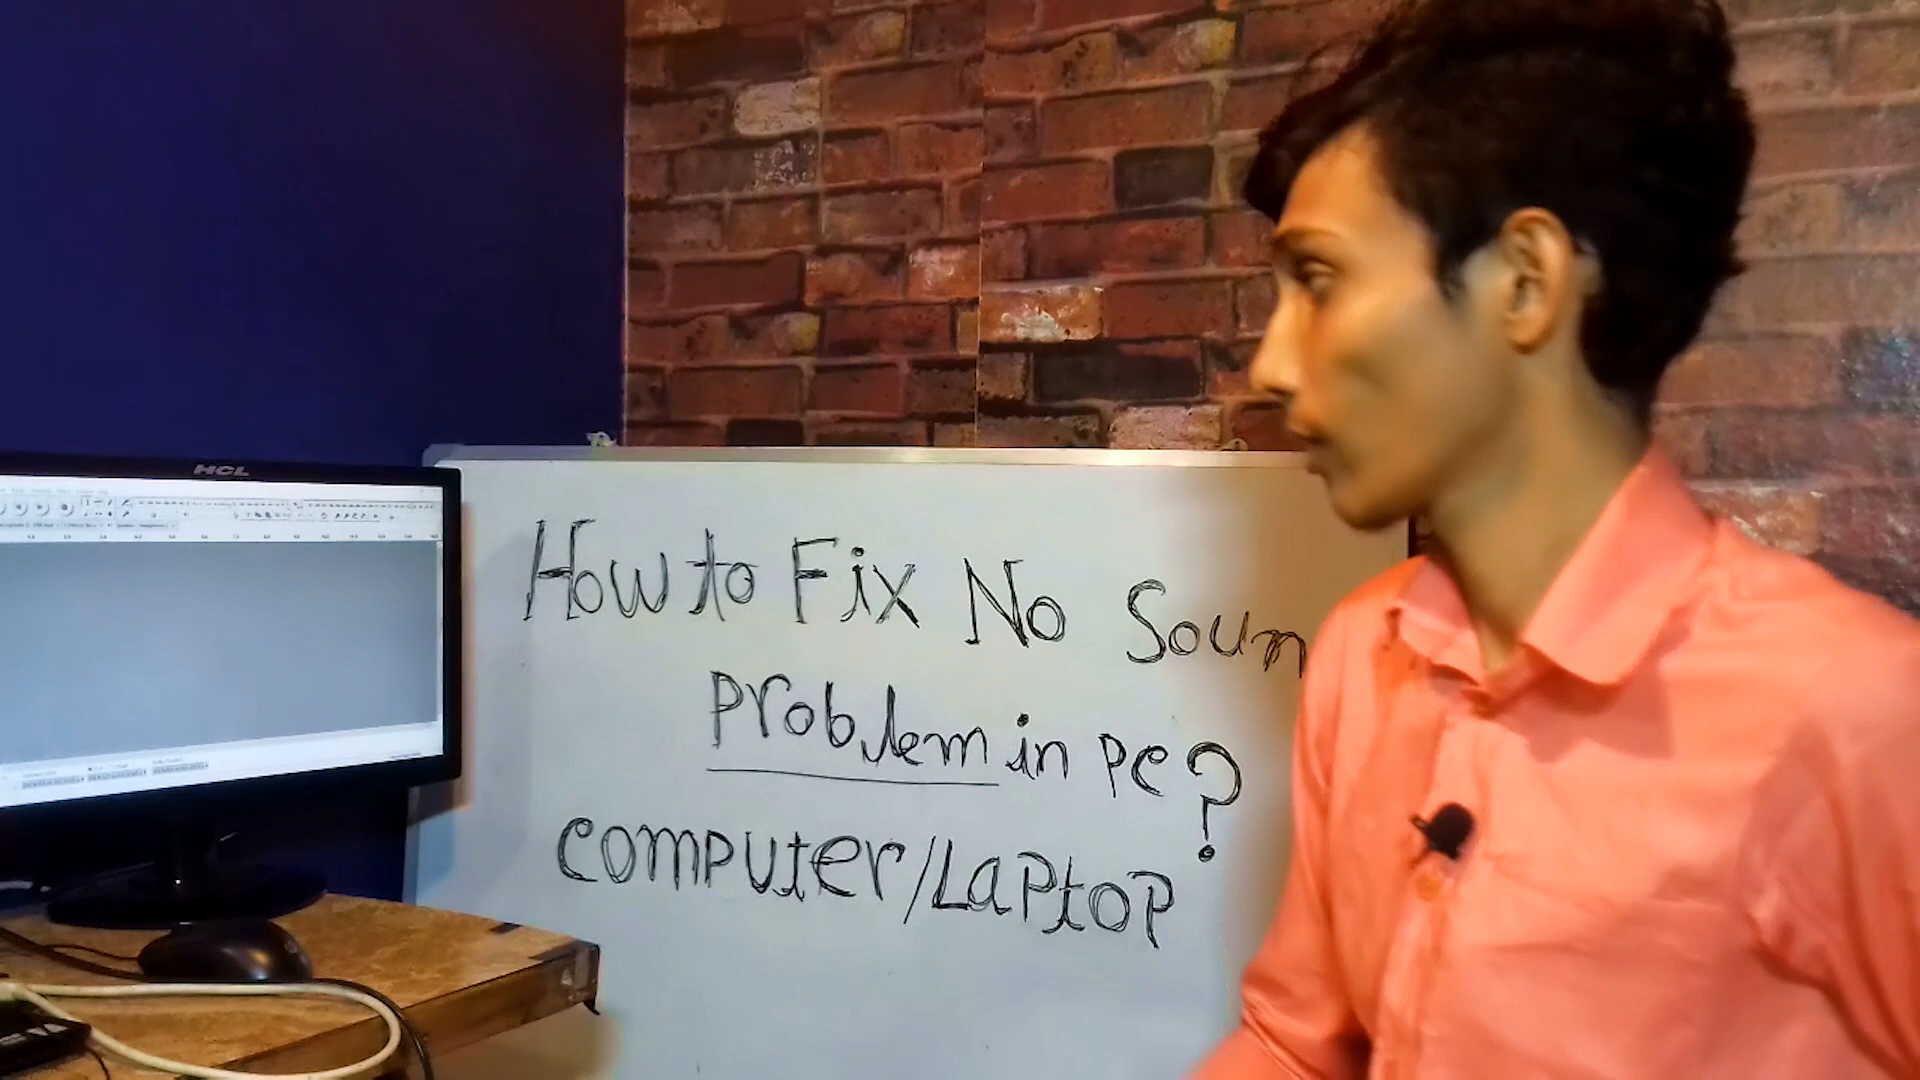 HCL
How to Fix No Soun
Problem in PC?
Computer/Laptop